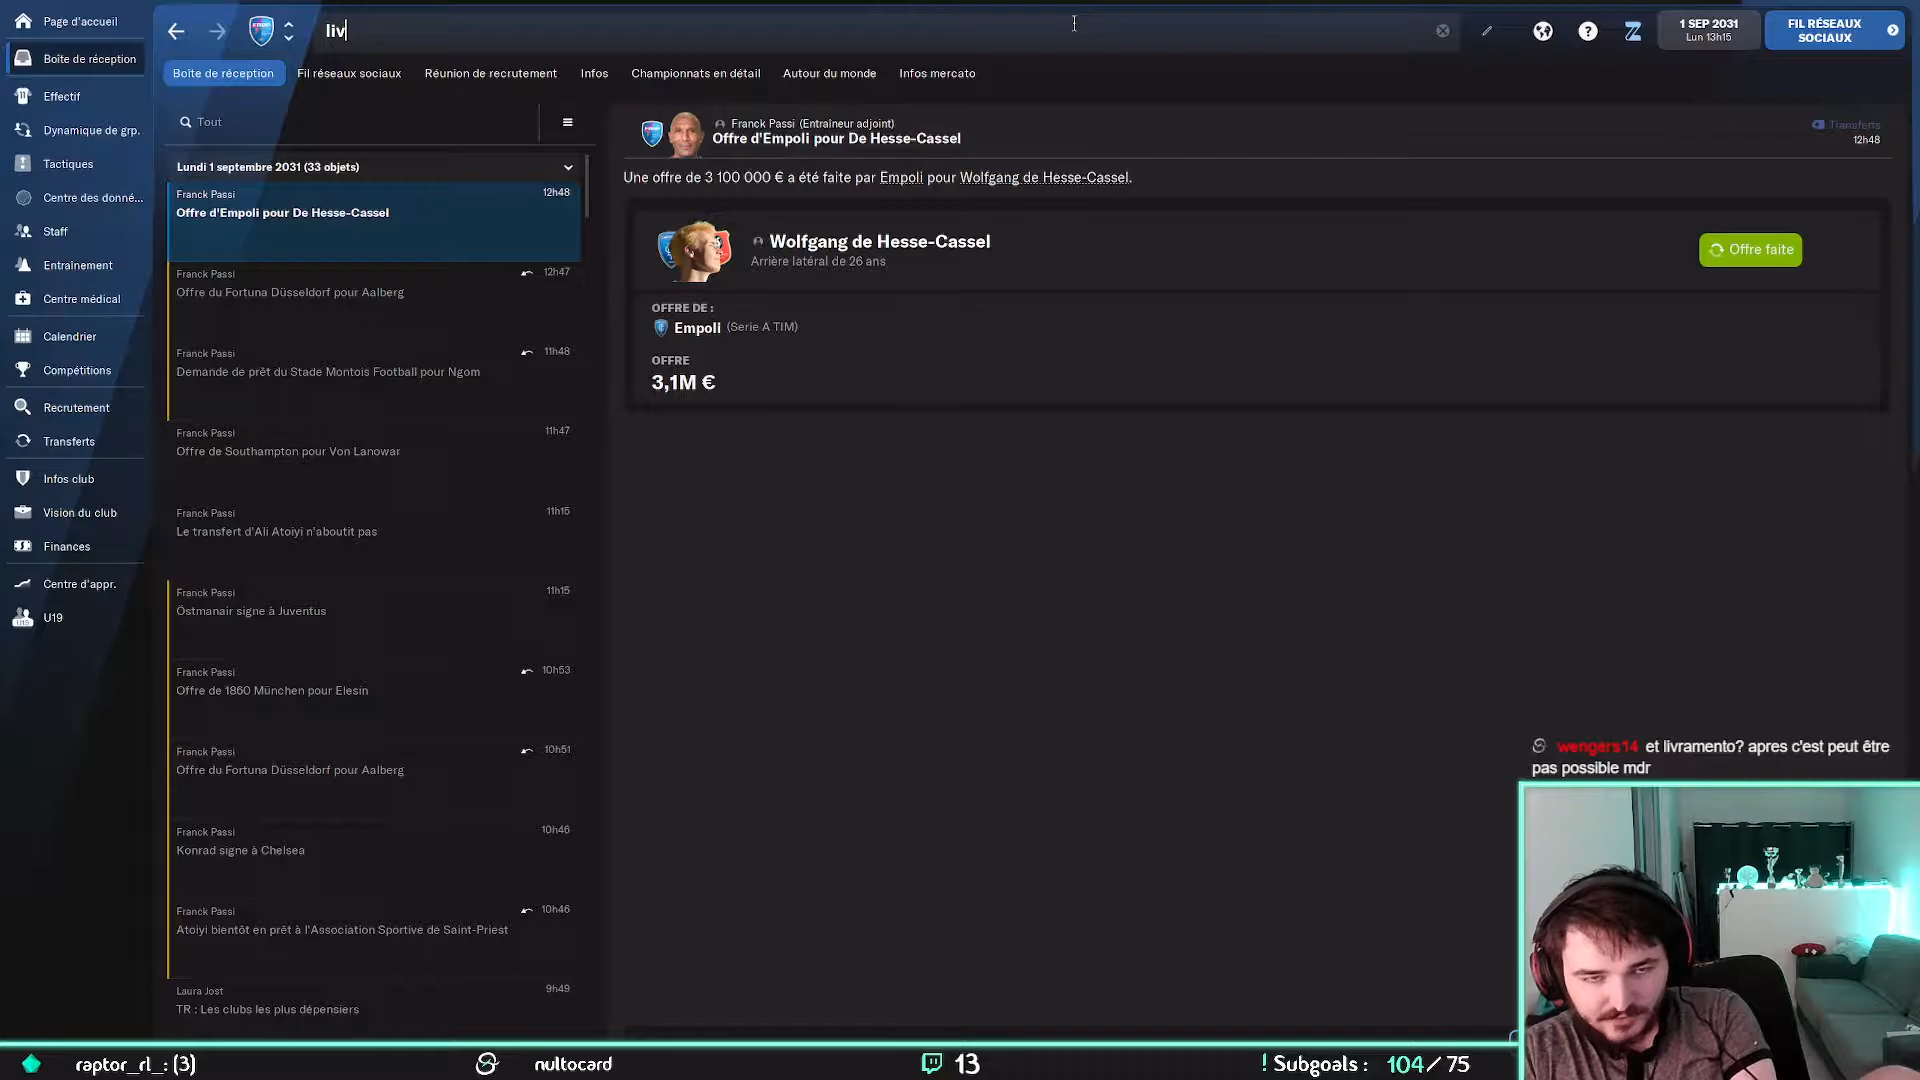 Page d'accueil
liv
1 SEP 2031
Lun 13h15
FIL RÉSEAUX
SOCIAUX
Boîte de réception
Boîte de réception
Fil réseaux sociaux
Réunion de recrutement
Infos
Championnats en détail
Autour du monde
Infos mercato
Effectif
Dynamique de grp.
Tactiques
Centre des donné...
Staff
Entraînement
Centre médical
Calendrier
Compétitions
Recrutement
Transferts
Infos club
Vision du club
Finances
Centre d'appr.
U19
Tout
Lundi 1 septembre 2031 (33 objets)
Franck Passi 12h48
Offre d'Empoli pour De Hesse-Cassel
Franck Passi 12h47
Offre du Fortuna Düsseldorf pour Aalberg
Franck Passi 11h48
Demande de prêt du Stade Montois Football pour Ngom
Franck Passi 11h47
Offre de Southampton pour Von Lanowar
Franck Passi 11h15
Le transfert d'Ali Atoiyi n'aboutit pas
Franck Passi 11h15
Östmanair signe à Juventus
Franck Passi 10h53
Offre de 1860 München pour Elesin
Franck Passi 10h51
Offre du Fortuna Düsseldorf pour Aalberg
Franck Passi 10h46
Konrad signe à Chelsea
Franck Passi 10h46
Atoiyi bientôt en prêt à l'Association Sportive de Saint-Priest
Laura Jost 9h49
TR : Les clubs les plus dépensiers
Franck Passi (Entraîneur adjoint)
Offre d'Empoli pour De Hesse-Cassel
Transferts
12h48
Une offre de 3 100 000 € a été faite par Empoli pour Wolfgang de Hesse-Cassel.
Wolfgang de Hesse-Cassel
Arrière latéral de 26 ans
Offre faite
OFFRE DE :
Empoli (Serie A TIM)
OFFRE
3,1M €
wengers14 et livramento? apres c'est peut être
pas possible mdr
raptor_rl_: (3)
nultocard
13
! Subgoals : 104 / 75